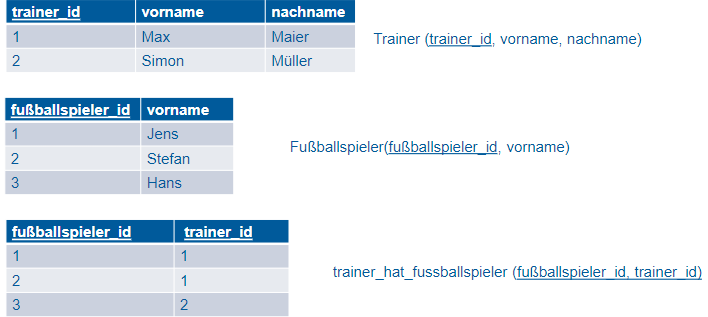 trainer_id vorname nachname
1 Max Maier
2 Simon Müller
Trainer (trainer_id, vorname, nachname)
fußballspieler_id vorname
1 Jens
2 Stefan
3 Hans
Fußballspieler(fußballspieler_id, vorname)
fußballspieler_id trainer_id
1 1
2 1
3 2
trainer_hat_fussballspieler (fußballspieler_id, trainer_id)